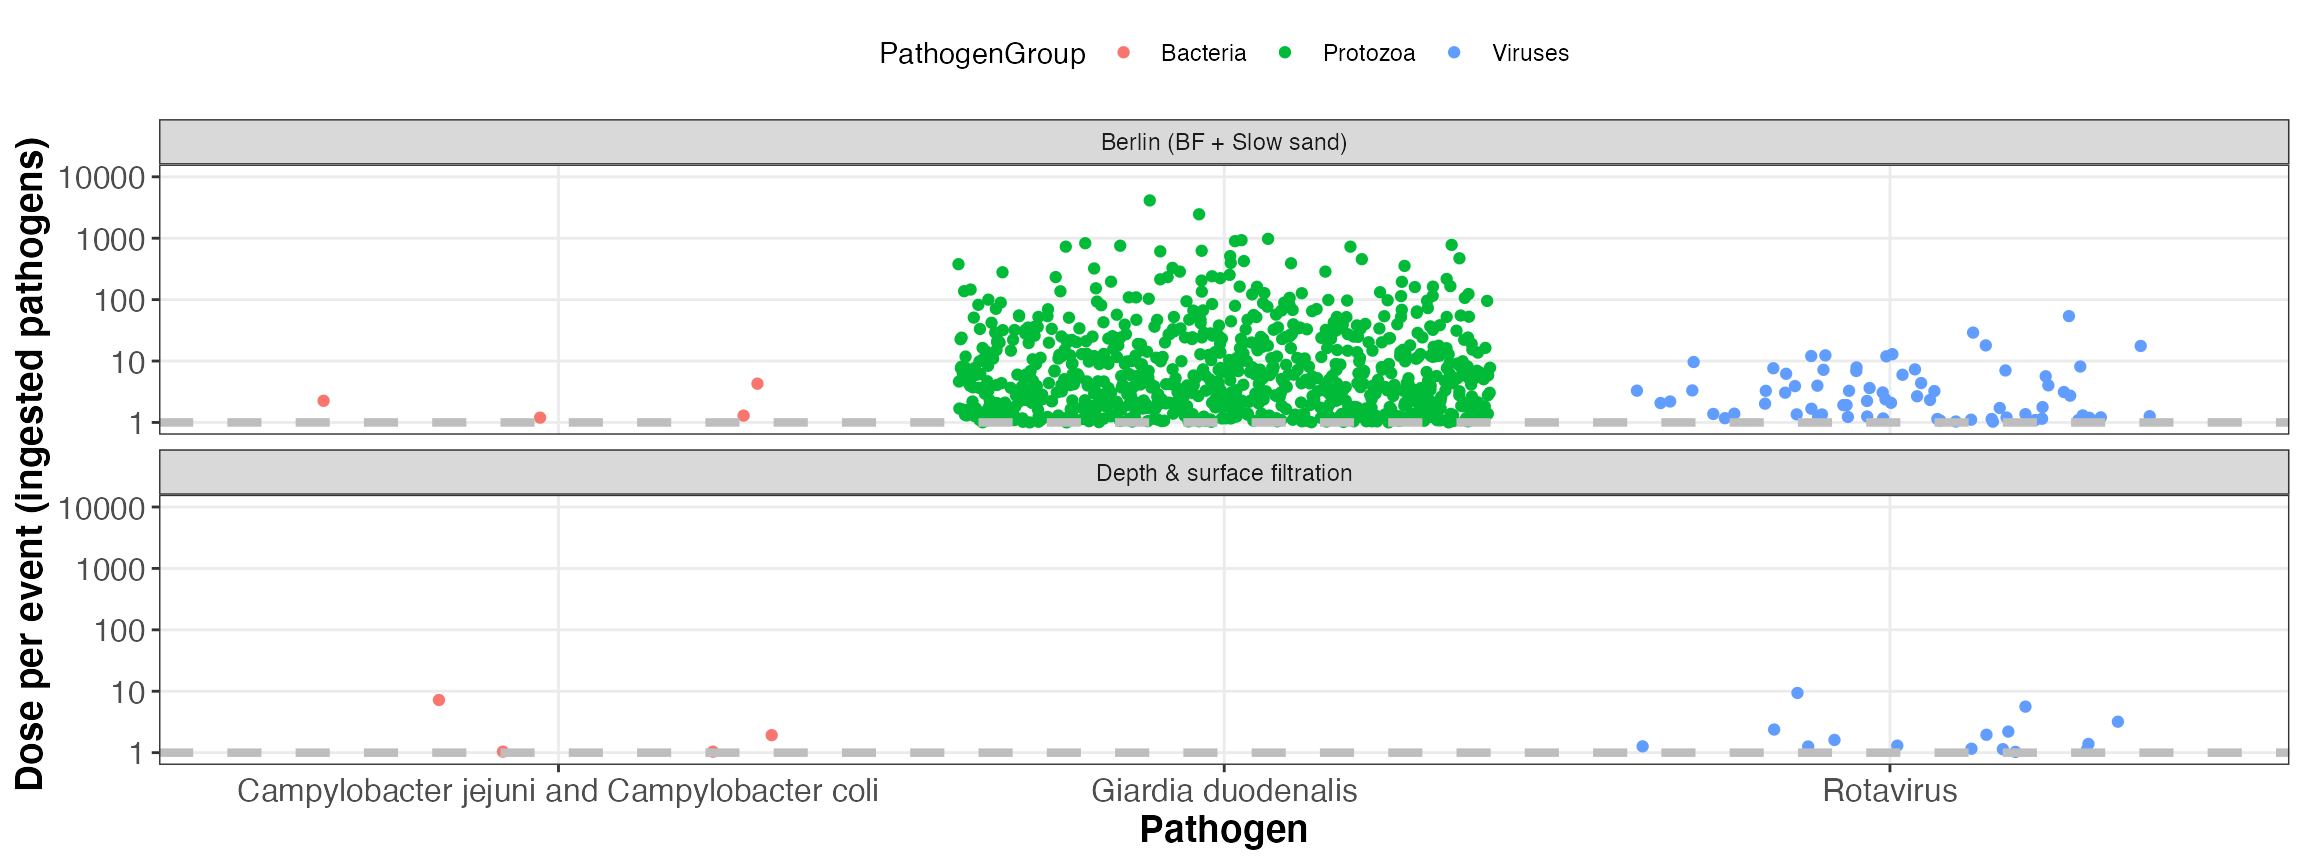 PathogenGroup Bacteria Protozoa Viruses
Dose per event (ingested pathogens)
Berlin (BF + Slow sand)
10000
1000
100
10
1
Depth & surface filtration
10000
1000
100
10
1
Campylobacter jejuni and Campylobacter coli Giardia duodenalis Rotavirus
Pathogen